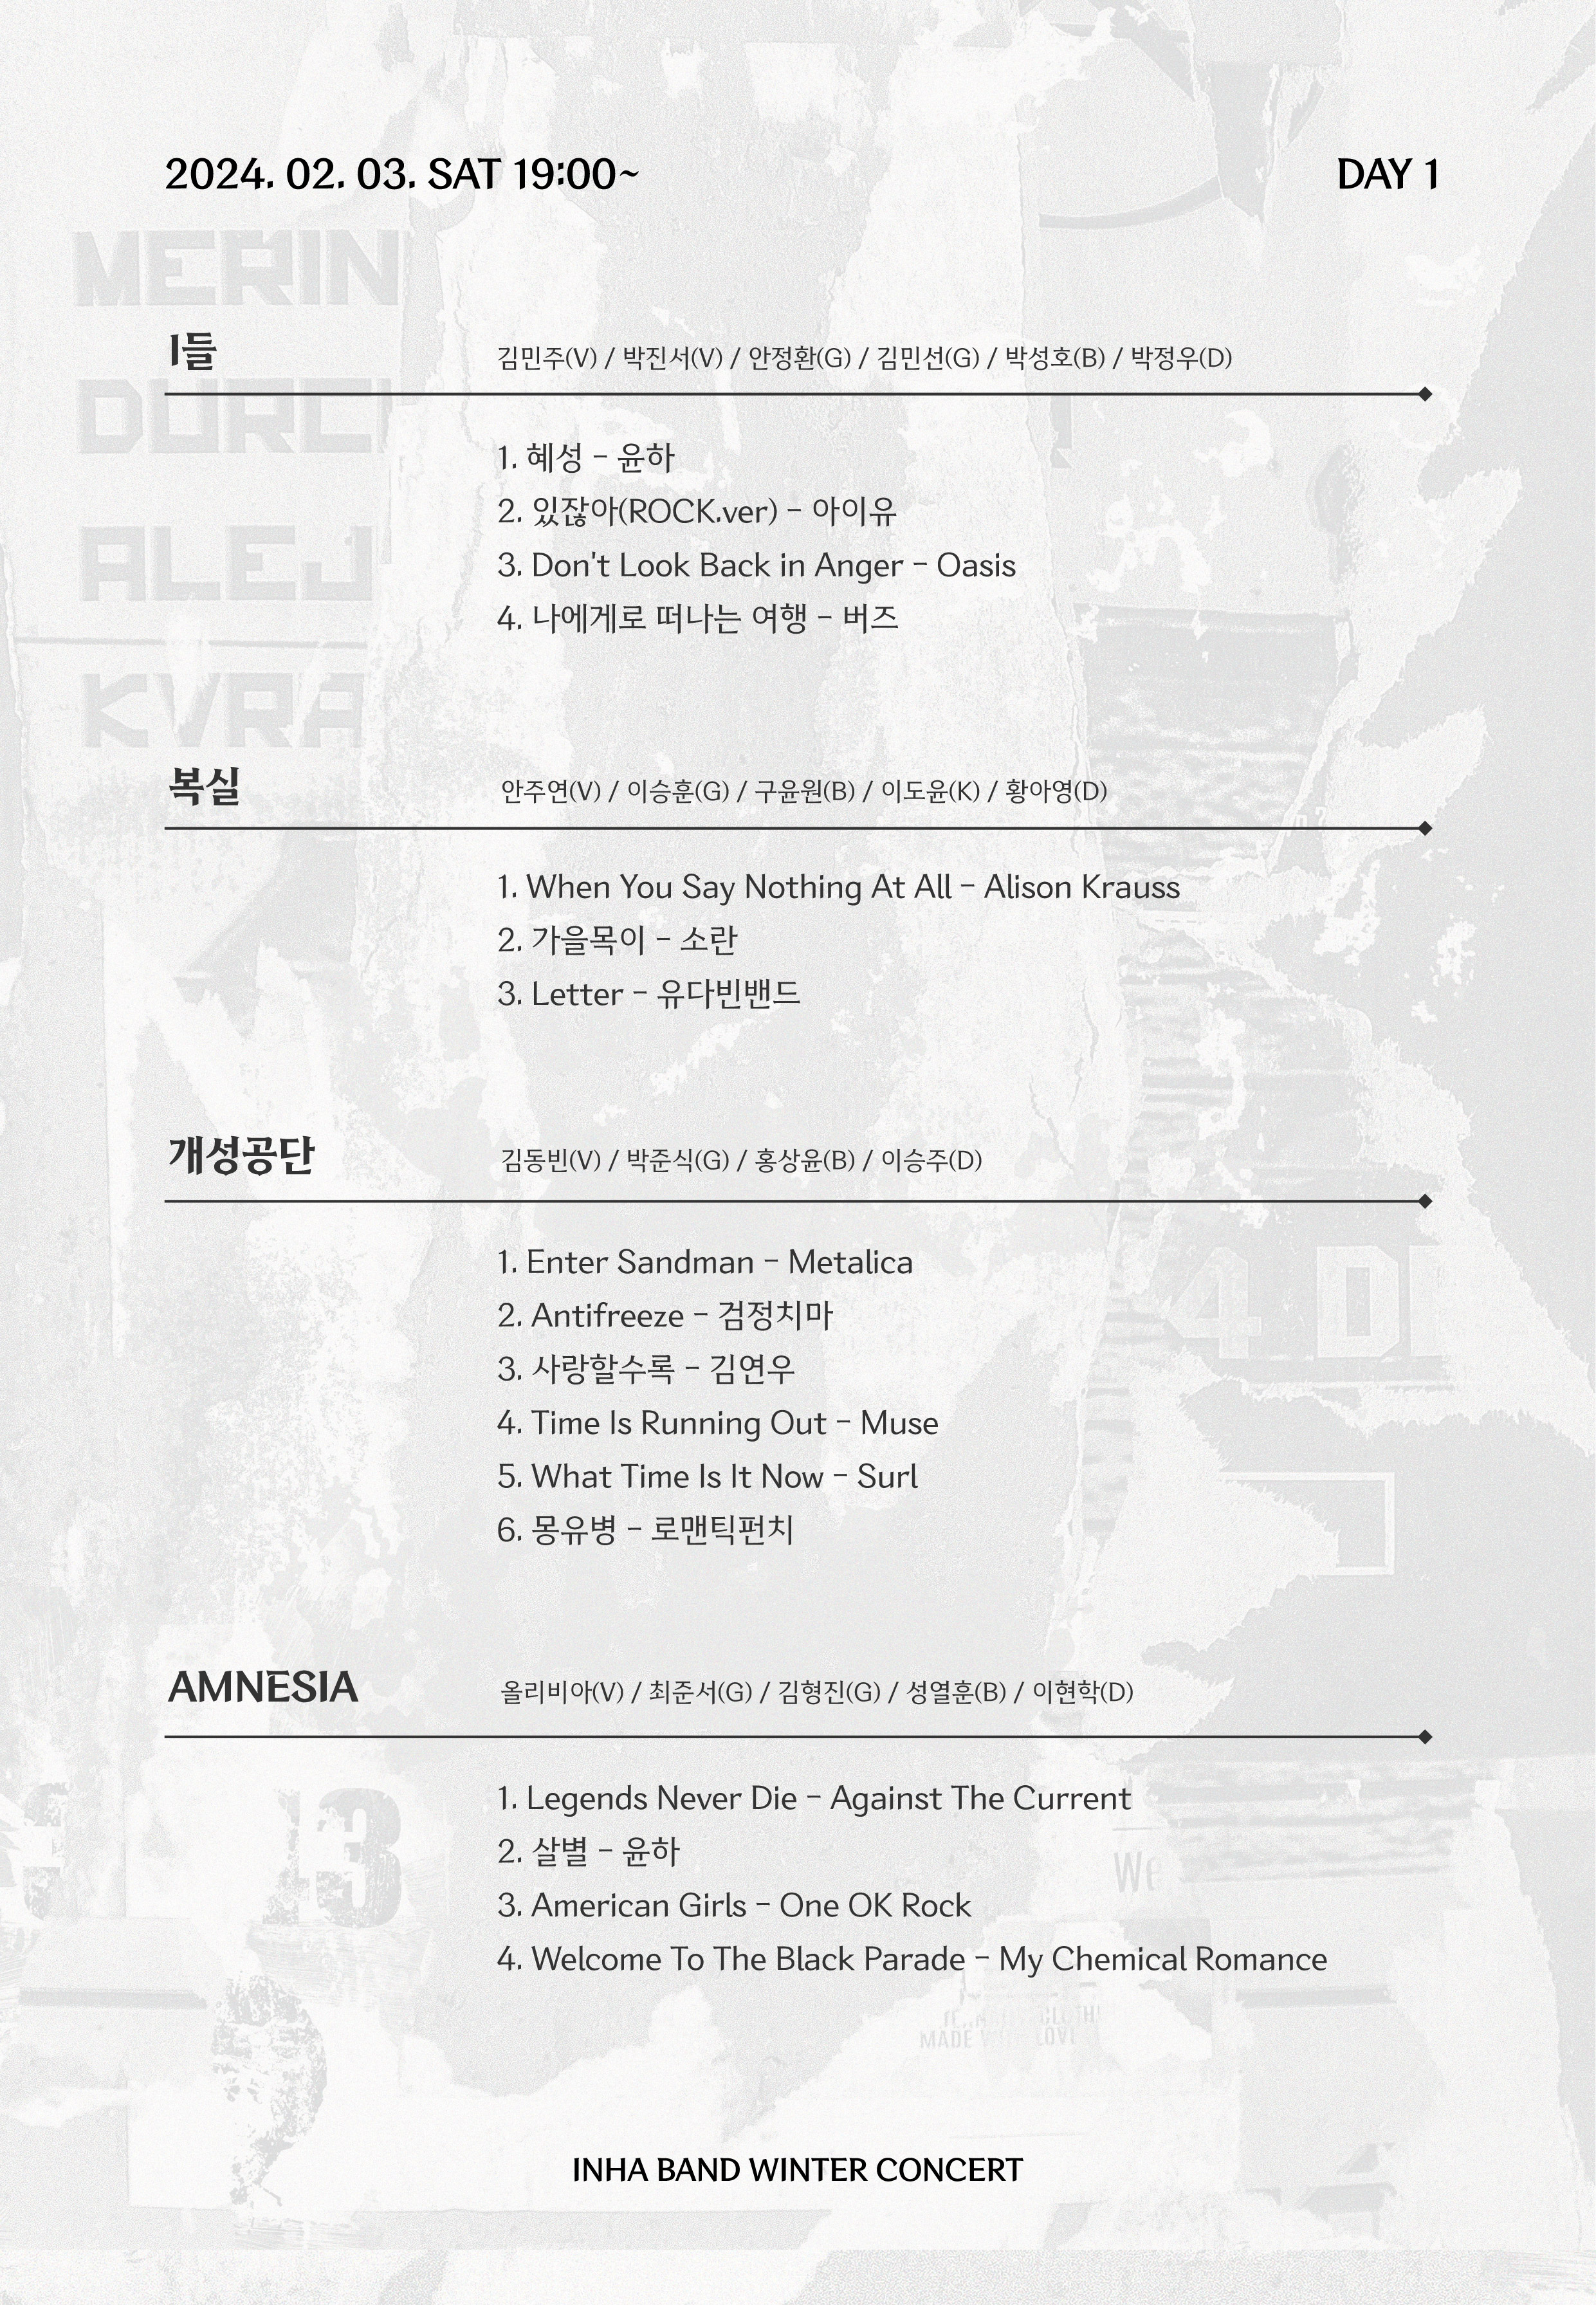 2024. 02. 03. SAT 19:00~ DAY 1
MERIN
I들 김민주(V) / 박진서(V) / 안정환(G) / 김민선(G) / 박성호(B) / 박정우(D)
1. 혜성 - 윤하
2. 있잖아(ROCK.ver) - 아이유
3. Don't Look Back in Anger - Oasis
ALEJ
4. 나에게로 떠나는 여행 - 버즈
KVRA
복실 안주연(V) / 이승훈(G) / 구윤원(B) / 이도윤(K) / 황아영(D)
1. When You Say Nothing At All - Alison Krauss
2. 가을목이 - 소란
3. Letter - 유다빈밴드
개성공단 김동빈(V) / 박준식(G) / 홍상윤(B) / 이승주(D)
1. Enter Sandman - Metalica
2. Antifreeze - 검정치마
3. 사랑할수록 - 김연우
4. Time Is Running Out - Muse
5. What Time Is It Now - Surl
6. 몽유병 - 로맨틱펀치
AMNESIA 올리비아(V) / 최준서(G) / 김형진(G) / 성열훈(B) / 이현학(D)
1. Legends Never Die - Against The Current
2. 살별 - 윤하
13
We
3. American Girls - One OK Rock
4. Welcome To The Black Parade - My Chemical Romance
MADE
INHA BAND WINTER CONCERT